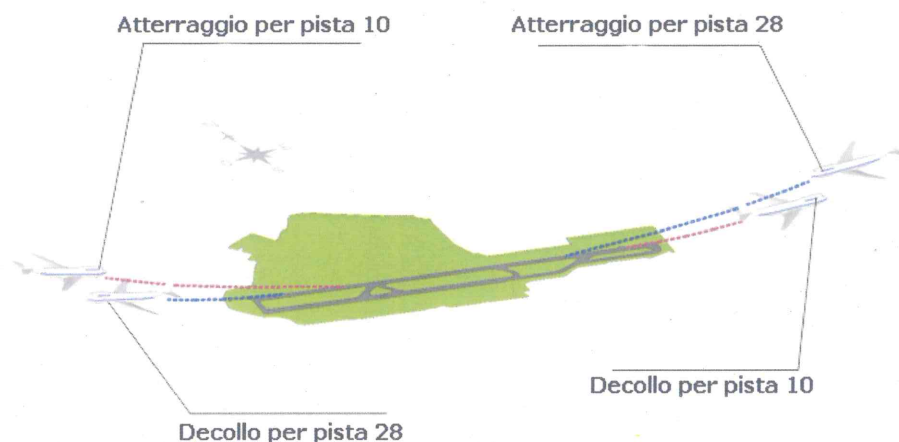 Atterraggio per pista 10
Atterraggio per pista 28
Decollo per pista 10
Decollo per pista 28